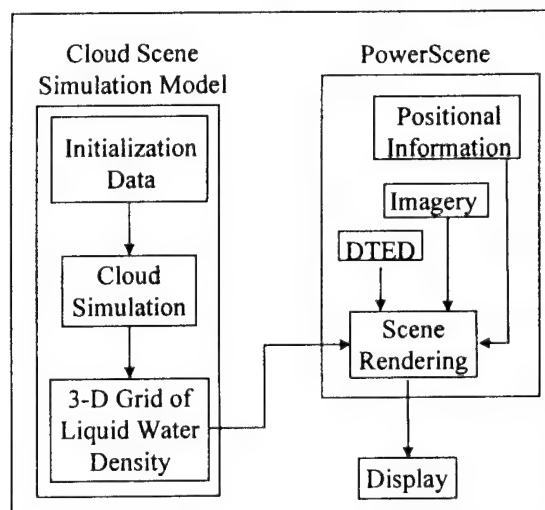 Cloud Scene
Simulation Model
Initialization
Data
Cloud
Simulation
3-D Grid of
Liquid Water
Density
PowerScene
Positional
Information
Imagery
DTED
Scene
Rendering
Display